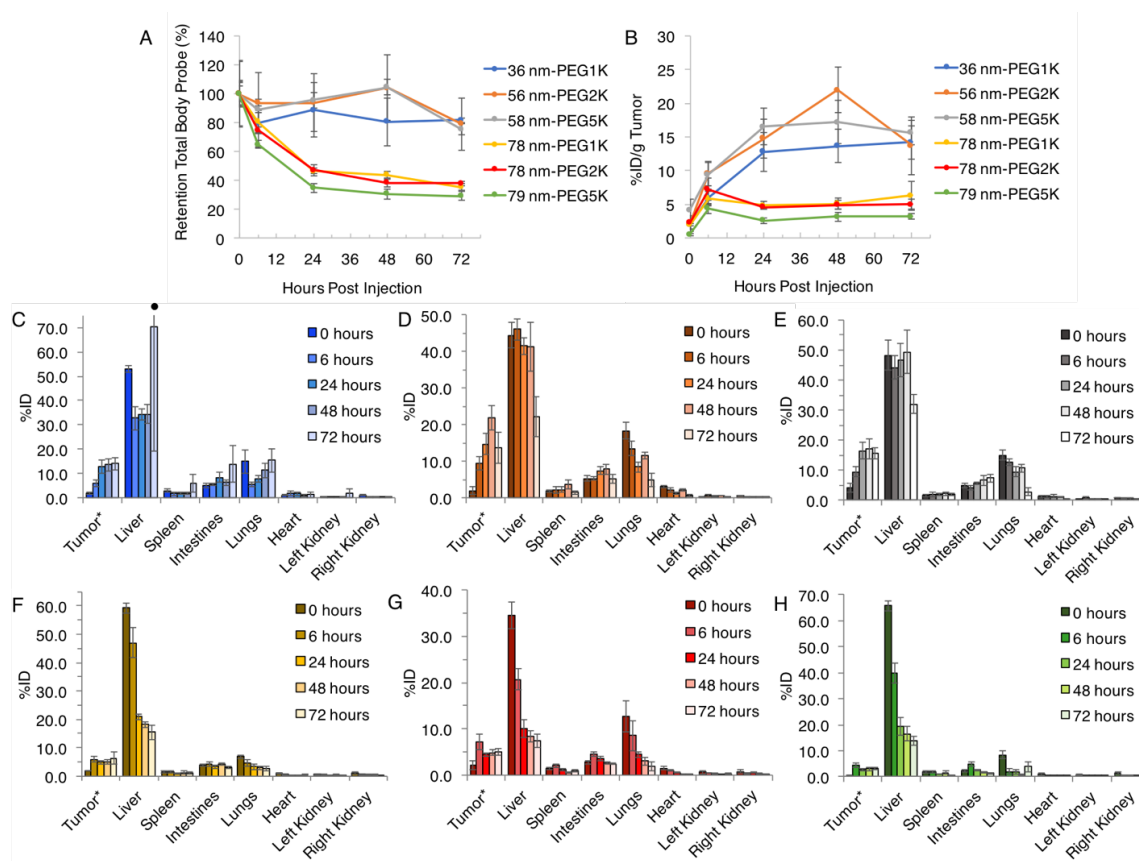 A
Retention Total Body Probe (%)
140
120
100
80
60
40
20
0
0 12 24 36 48 60 72
Hours Post Injection
36 nm-PEG1K
56 nm-PEG2K
58 nm-PEG5K
78 nm-PEG1K
78 nm-PEG2K
79 nm-PEG5K
B
%ID/g Tumor
30
25
20
15
10
5
0
0 12 24 36 48 60 72
Hours Post Injection
36 nm-PEG1K
56 nm-PEG2K
58 nm-PEG5K
78 nm-PEG1K
78 nm-PEG2K
79 nm-PEG5K
C
%ID
70.0
60.0
50.0
40.0
30.0
20.0
10.0
0.0
0 hours
6 hours
24 hours
48 hours
72 hours
Tumor* Liver Spleen Intestines Lungs Heart Left Kidney Right Kidney
D
%ID
50.0
40.0
30.0
20.0
10.0
0.0
0 hours
6 hours
24 hours
48 hours
72 hours
Tumor* Liver Spleen Intestines Lungs Heart Left Kidney Right Kidney
E
%ID
60.0
50.0
40.0
30.0
20.0
10.0
0.0
0 hours
6 hours
24 hours
48 hours
72 hours
Tumor* Liver Spleen Intestines Lungs Heart Left Kidney Right Kidney
F
%ID
60.0
50.0
40.0
30.0
20.0
10.0
0.0
0 hours
6 hours
24 hours
48 hours
72 hours
Tumor* Liver Spleen Intestines Lungs Heart Left Kidney Right Kidney
G
%ID
40.0
30.0
20.0
10.0
0.0
0 hours
6 hours
24 hours
48 hours
72 hours
Tumor* Liver Spleen Intestines Lungs Heart Left Kidney Right Kidney
H
%ID
70.0
60.0
50.0
40.0
30.0
20.0
10.0
0.0
0 hours
6 hours
24 hours
48 hours
72 hours
Tumor* Liver Spleen Intestines Lungs Heart Left Kidney Right Kidney